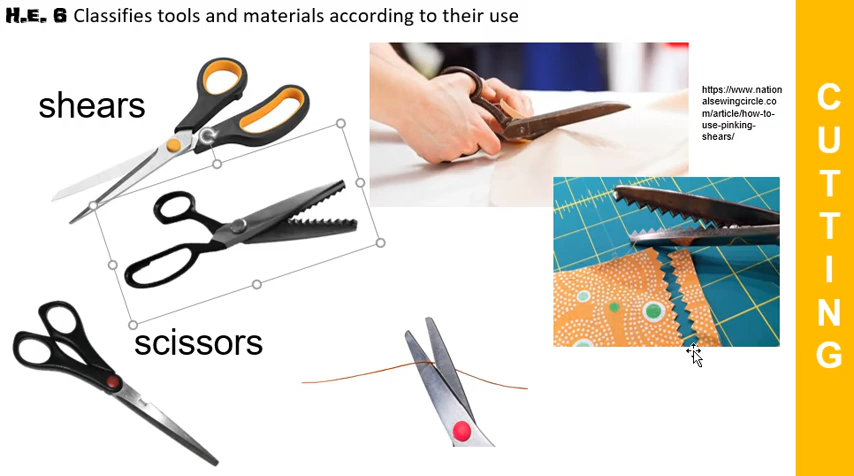 H.E. 6 Classifies tools and materials according to their use
shears
https://www.nation
alsewingcircle.co
m/article/how-to-
use-pinking-
shears/
scissors
C
U
T
T
I
N
G